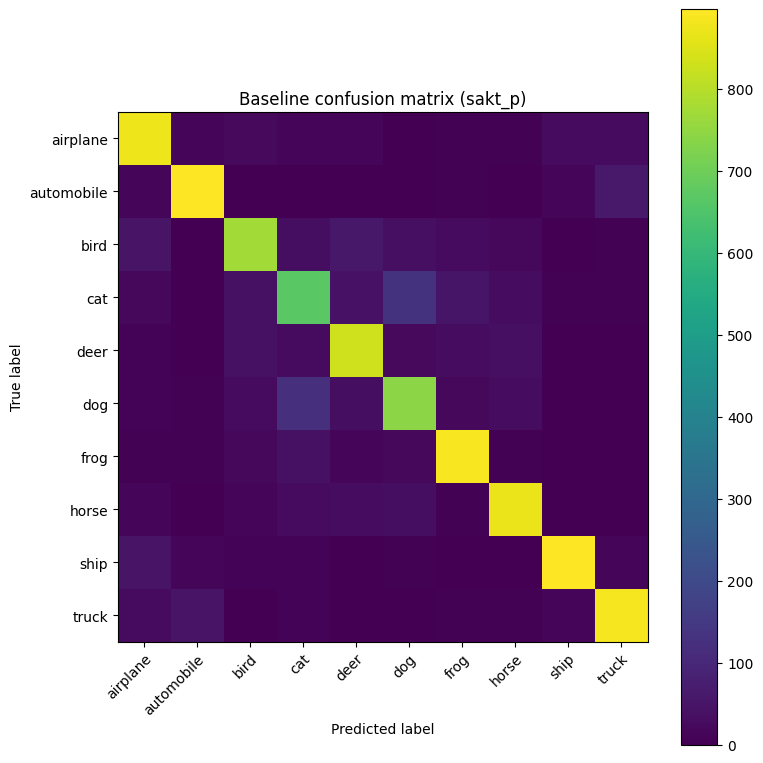 Baseline confusion matrix (sakt_p)
True label
airplane
automobile
bird
cat
deer
dog
frog
horse
ship
truck
airplane
automobile
bird
cat
deer
dog
frog
horse
ship
truck
Predicted label
800
700
600
500
400
300
200
100
0